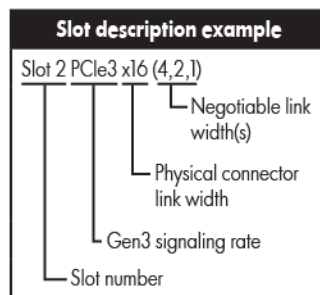 Slot description example
Slot 2 PCIe3 x16 (4,2,1)
Negotiable link
width(s)
Physical connector
link width
Gen3 signaling rate
Slot number